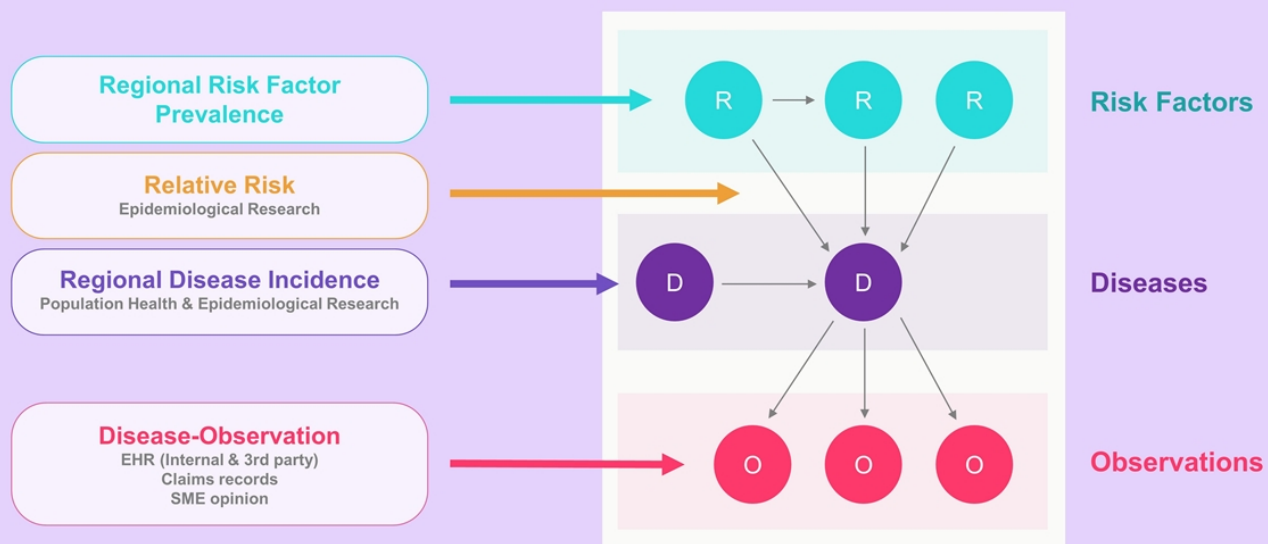 Regional Risk Factor
Prevalence
R
R
R
Risk Factors
Relative Risk
Epidemiological Research
Regional Disease Incidence
Population Health & Epidemiological Research
D
D
Diseases
Disease-Observation
EHR (Internal & 3rd party)
Claims records
SME opinion
O
O
O
Observations